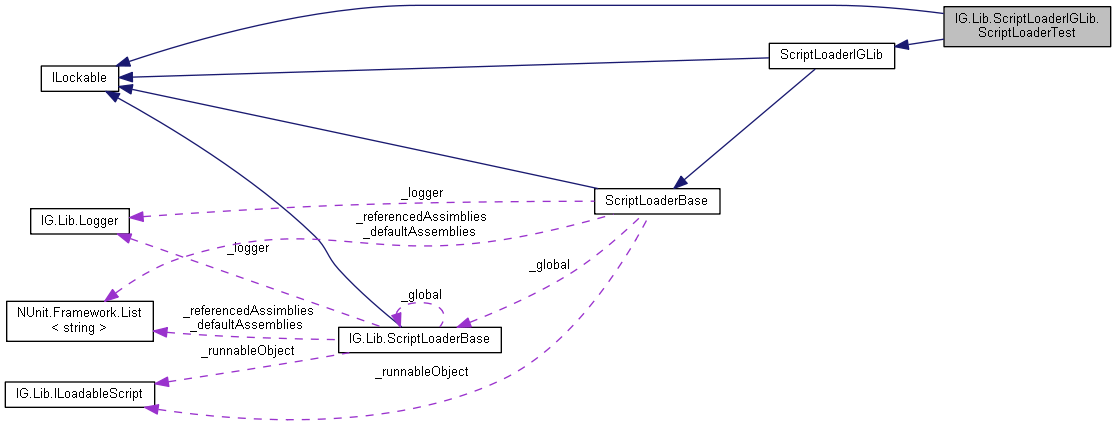 IG.Lib.ScriptLoaderIGLib.
ScriptLoaderTest
ScriptLoaderIGLib
ILockable
ScriptLoaderBase
_logger
IG.Lib.Logger
_referencedAssimblies
_defaultAssemblies
_logger
_global
_global
NUnit.Framework.List
< string >
_referencedAssimblies
_defaultAssemblies
IG.Lib.ScriptLoaderBase
_runnableObject
_runnableObject
IG.Lib.ILoadableScript